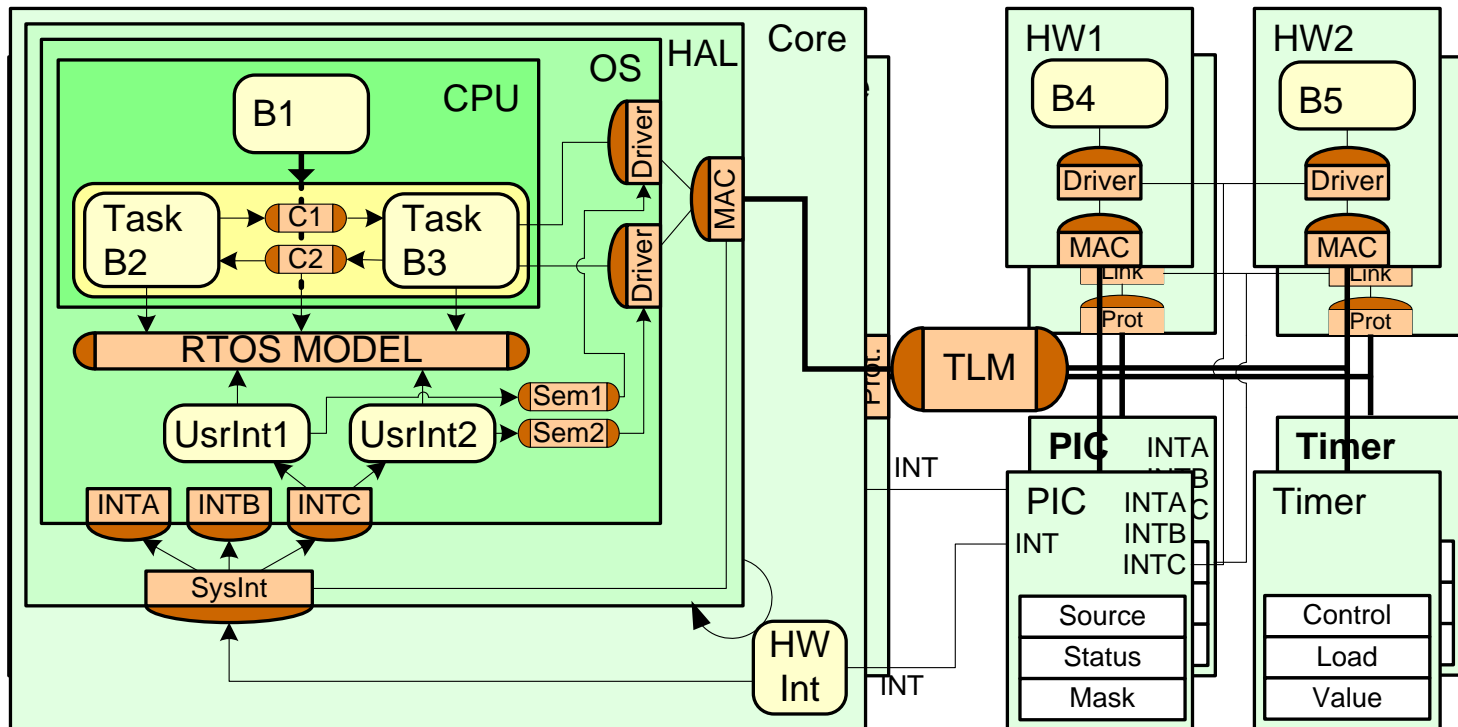 Core
HAL
OS
CPU
B1
Task
B2
C1
C2
Task
B3
Driver
Driver
MAC
RTOS MODEL
Sem1
Sem2
UsrInt1
UsrInt2
INTA
INTB
INTC
SysInt
HW
Int
Prot.
TLM
INT
INT
HW1
B4
Driver
MAC
Link
Prot
HW2
B5
Driver
MAC
Link
Prot
PIC
INTA
INTB
C
PIC
INTA
INTB
INTC
INT
Source
Status
Mask
Timer
Timer
Control
Load
Value